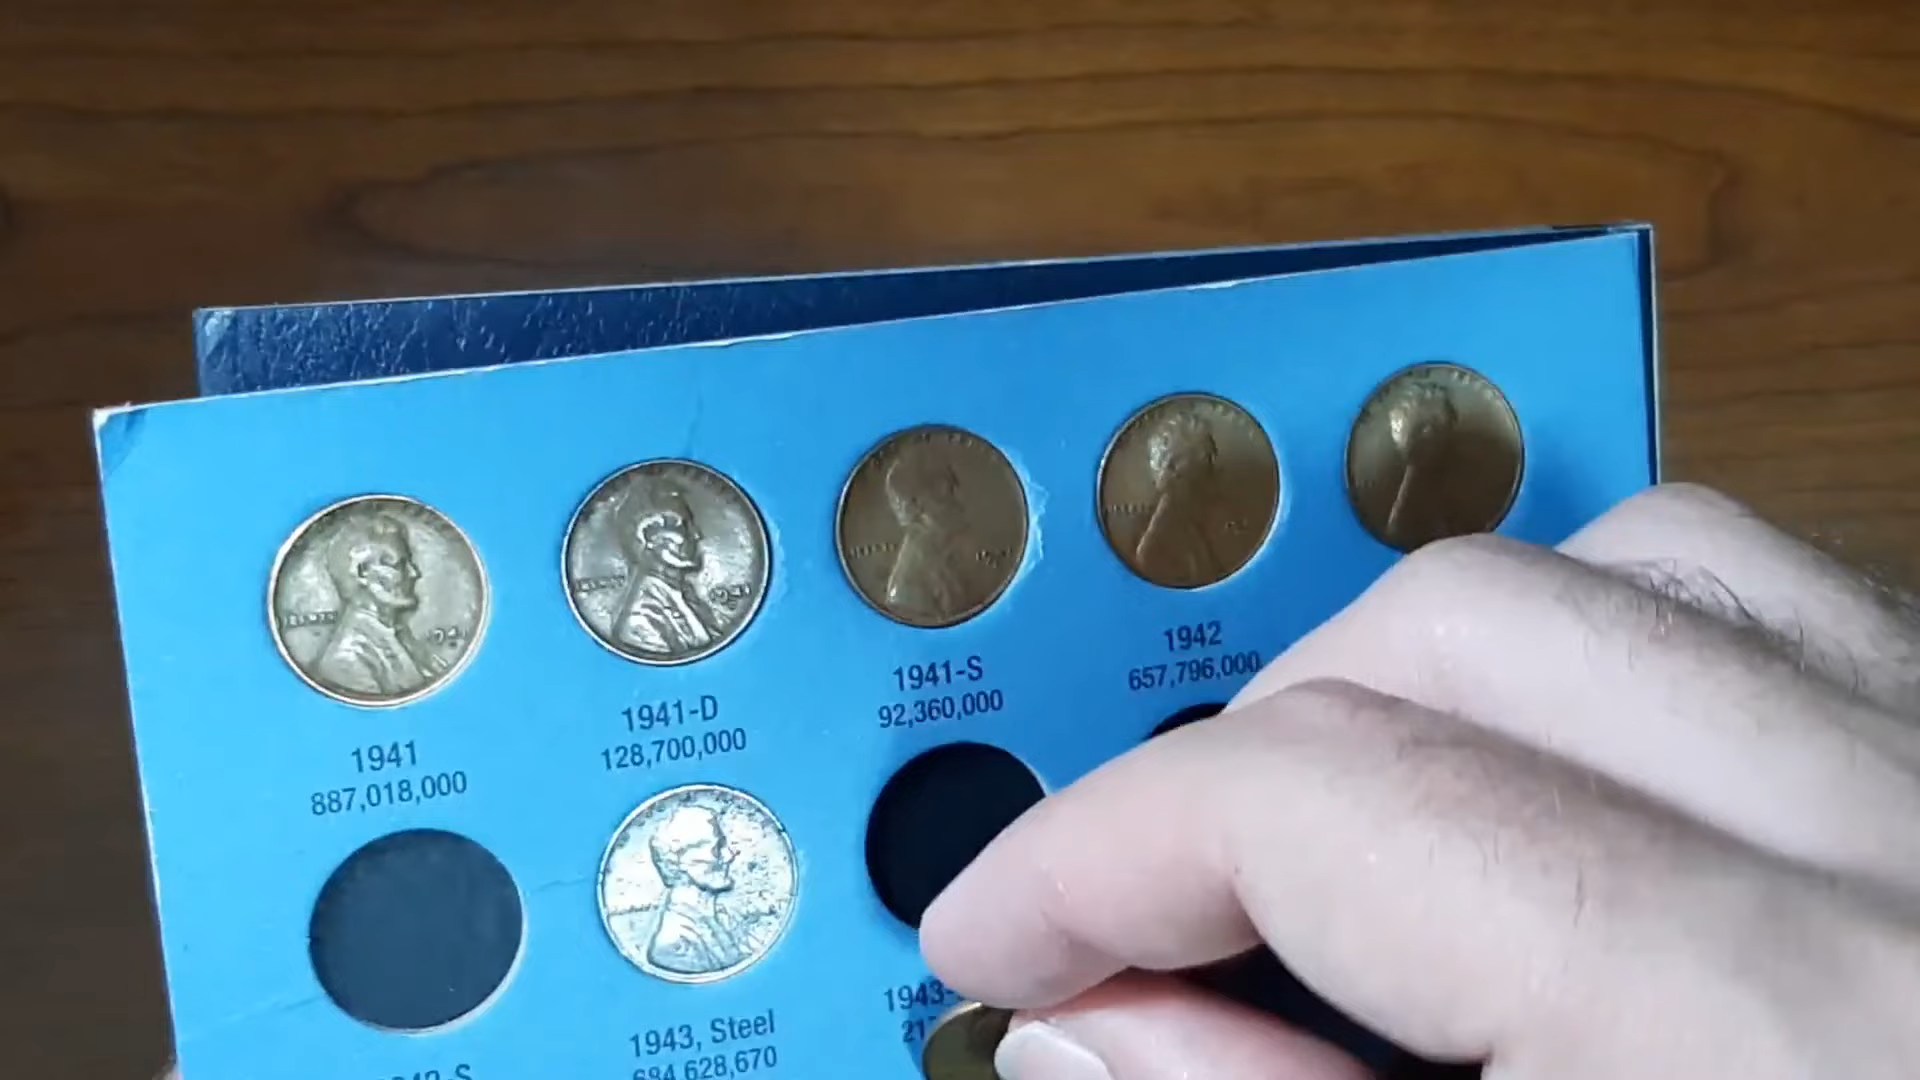 1941
887,018,000
1941-D
128,700,000
1941-S
92,360,000
1942
657,796,000
1943, Steel
684,628,670
1943-